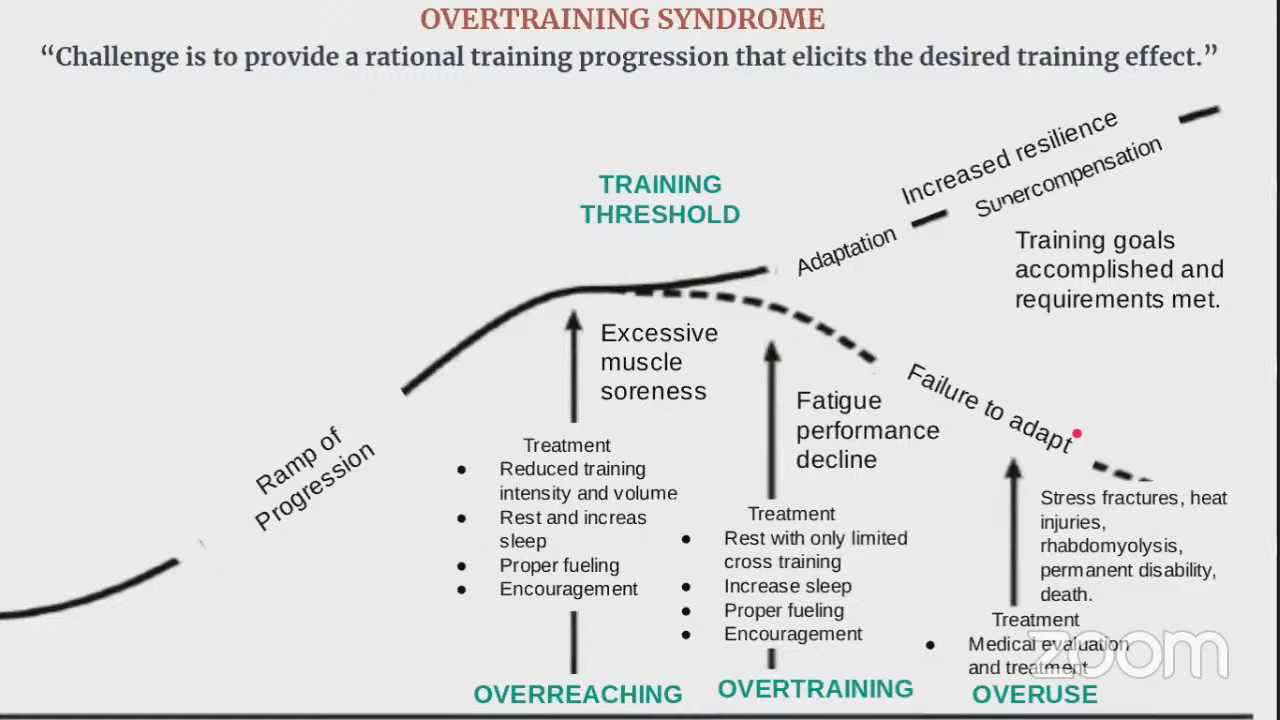 OVERTRAINING SYNDROME
“Challenge is to provide a rational training progression that elicits the desired training effect.”
Increased resilience
Supercompensation
TRAINING
THRESHOLD
Adaptation
Training goals
accomplished and
requirements met.
Excessive
muscle
soreness
Failure to adapt
Fatigue
performance
decline
Ramp of
Progression
Treatment
● Reduced training
intensity and volume
● Rest and increas
sleep
● Proper fueling
● Encouragement
Treatment
● Rest with only limited
cross training
● Increase sleep
● Proper fueling
● Encouragement
Stress fractures, heat
injuries,
rhabdomyolysis,
permanent disability,
death.
Treatment
● Medical evaluation
and treatment
zoom
OVERREACHING
OVERTRAINING
OVERUSE